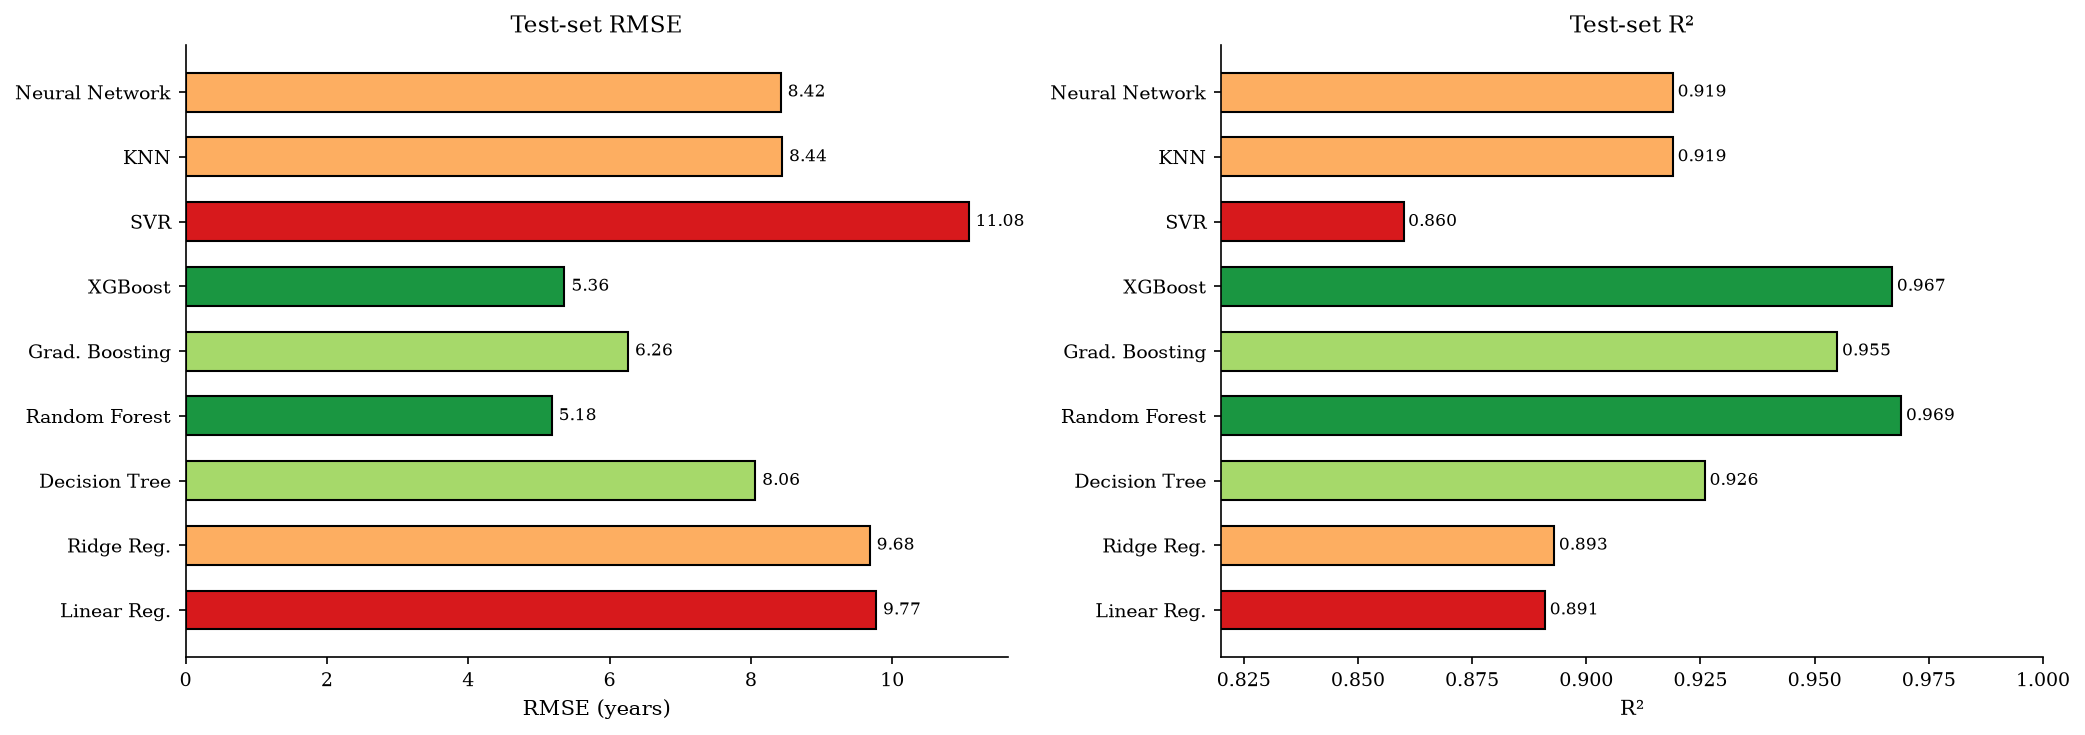 Test-set RMSE
Neural Network 8.42
KNN 8.44
SVR 11.08
XGBoost 5.36
Grad. Boosting 6.26
Random Forest 5.18
Decision Tree 8.06
Ridge Reg. 9.68
Linear Reg. 9.77
0 2 4 6 8 10
RMSE (years)
Test-set R²
Neural Network 0.919
KNN 0.919
SVR 0.860
XGBoost 0.967
Grad. Boosting 0.955
Random Forest 0.969
Decision Tree 0.926
Ridge Reg. 0.893
Linear Reg. 0.891
0.825 0.850 0.875 0.900 0.925 0.950 0.975 1.000
R²